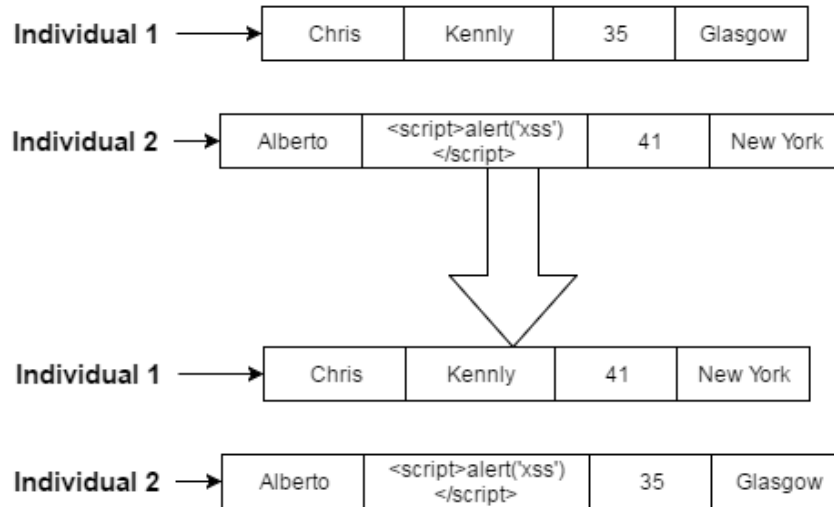 Individual 1 Chris Kennly 35 Glasgow
Individual 2 Alberto <script>alert('xss')
</script> 41 New York
Individual 1 Chris Kennly 41 New York
Individual 2 Alberto <script>alert('xss')
</script> 35 Glasgow